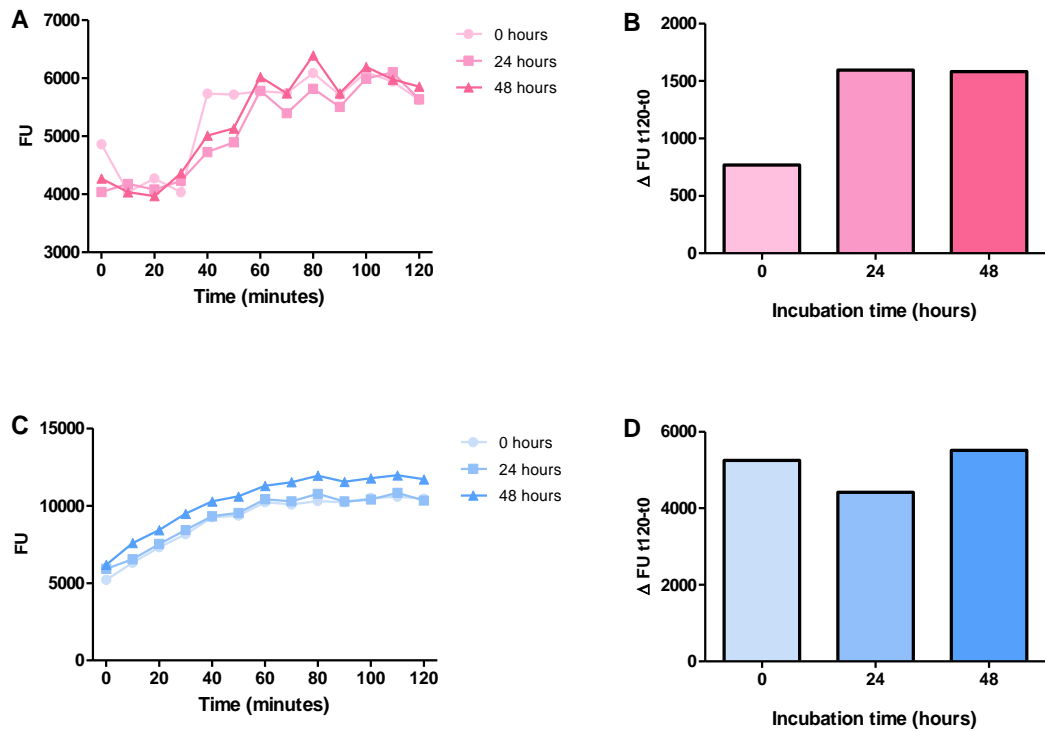 A
7000
6000
5000
4000
3000
FU
0 20 40 60 80 100 120
Time (minutes)
0 hours
24 hours
48 hours
B
2000
1500
1000
500
0
Δ FU t120-t0
0 24 48
Incubation time (hours)
C
15000
10000
5000
0
FU
0 20 40 60 80 100 120
Time (minutes)
0 hours
24 hours
48 hours
D
6000
4000
2000
0
Δ FU t120-t0
0 24 48
Incubation time (hours)